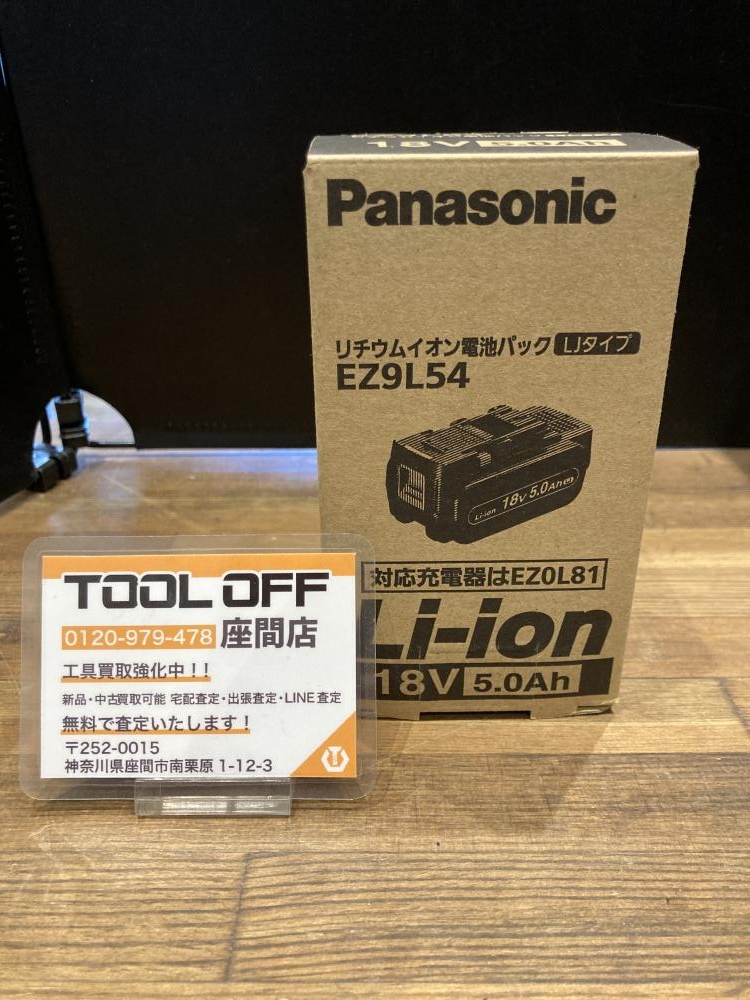 18V 5.0Ah
Panasonic
リチウムイオン電池パック LJタイプ
EZ9L54
Li-ion 18V 5.0Ah
対応充電器はEZ0L81
Li-ion
18V 5.0Ah
TOOL OFF
0120-979-478 座間店
工具買取強化中！！
新品・中古買取可能 宅配査定・出張査定・LINE査定
無料で査定いたします！
〒252-0015
神奈川県座間市南栗原 1-12-3